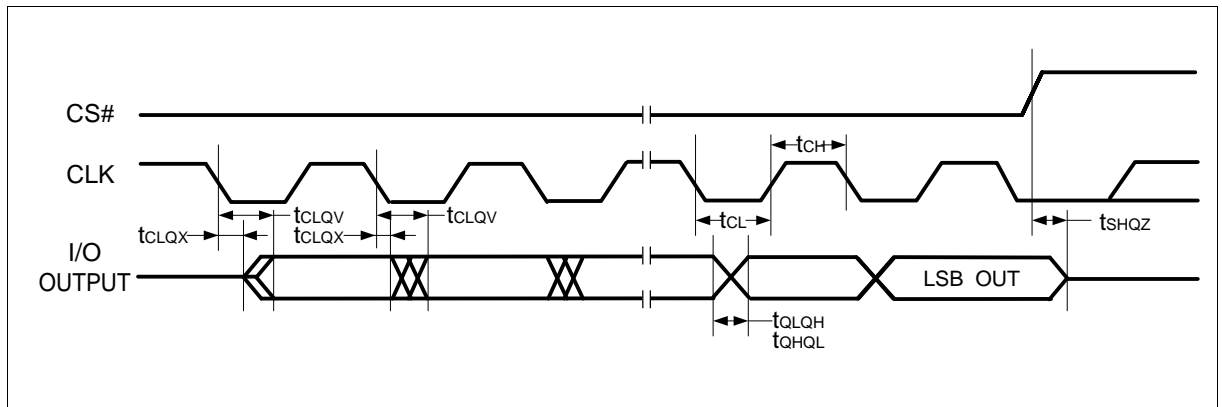 CS#
CLK
tCH
tCLQV
tCLQV
tCLQX
tCLQX
tCL
tSHQZ
I/O
OUTPUT
LSB OUT
tQLQH
tQHQL